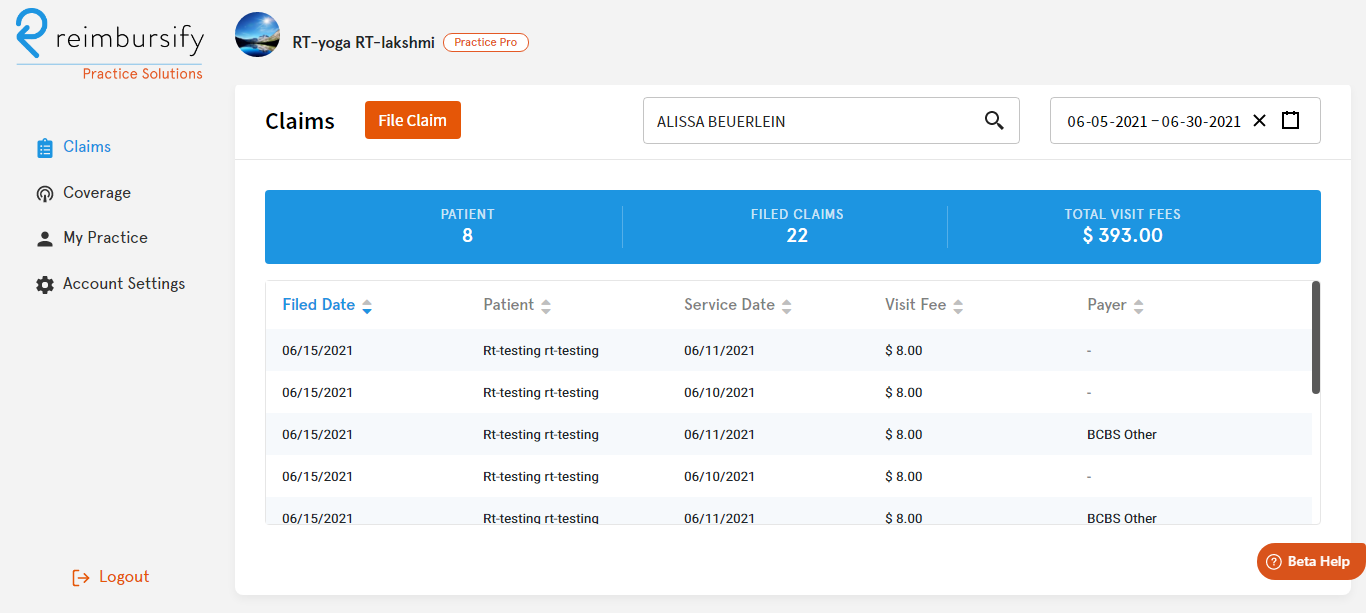 reimbursify
Practice Solutions
RT-yoga RT-lakshmi Practice Pro
Claims
Coverage
My Practice
Account Settings
Logout
Claims File Claim ALISSA BEUERLEIN 06-05-2021 – 06-30-2021
PATIENT FILED CLAIMS TOTAL VISIT FEES
8 22 $ 393.00
Filed Date Patient Service Date Visit Fee Payer
06/15/2021 Rt-testing rt-testing 06/11/2021 $ 8.00 -
06/15/2021 Rt-testing rt-testing 06/10/2021 $ 8.00 -
06/15/2021 Rt-testing rt-testing 06/11/2021 $ 8.00 BCBS Other
06/15/2021 Rt-testing rt-testing 06/10/2021 $ 8.00 -
06/15/2021 Rt-testing rt-testing 06/11/2021 $ 8.00 BCBS Other
Beta Help